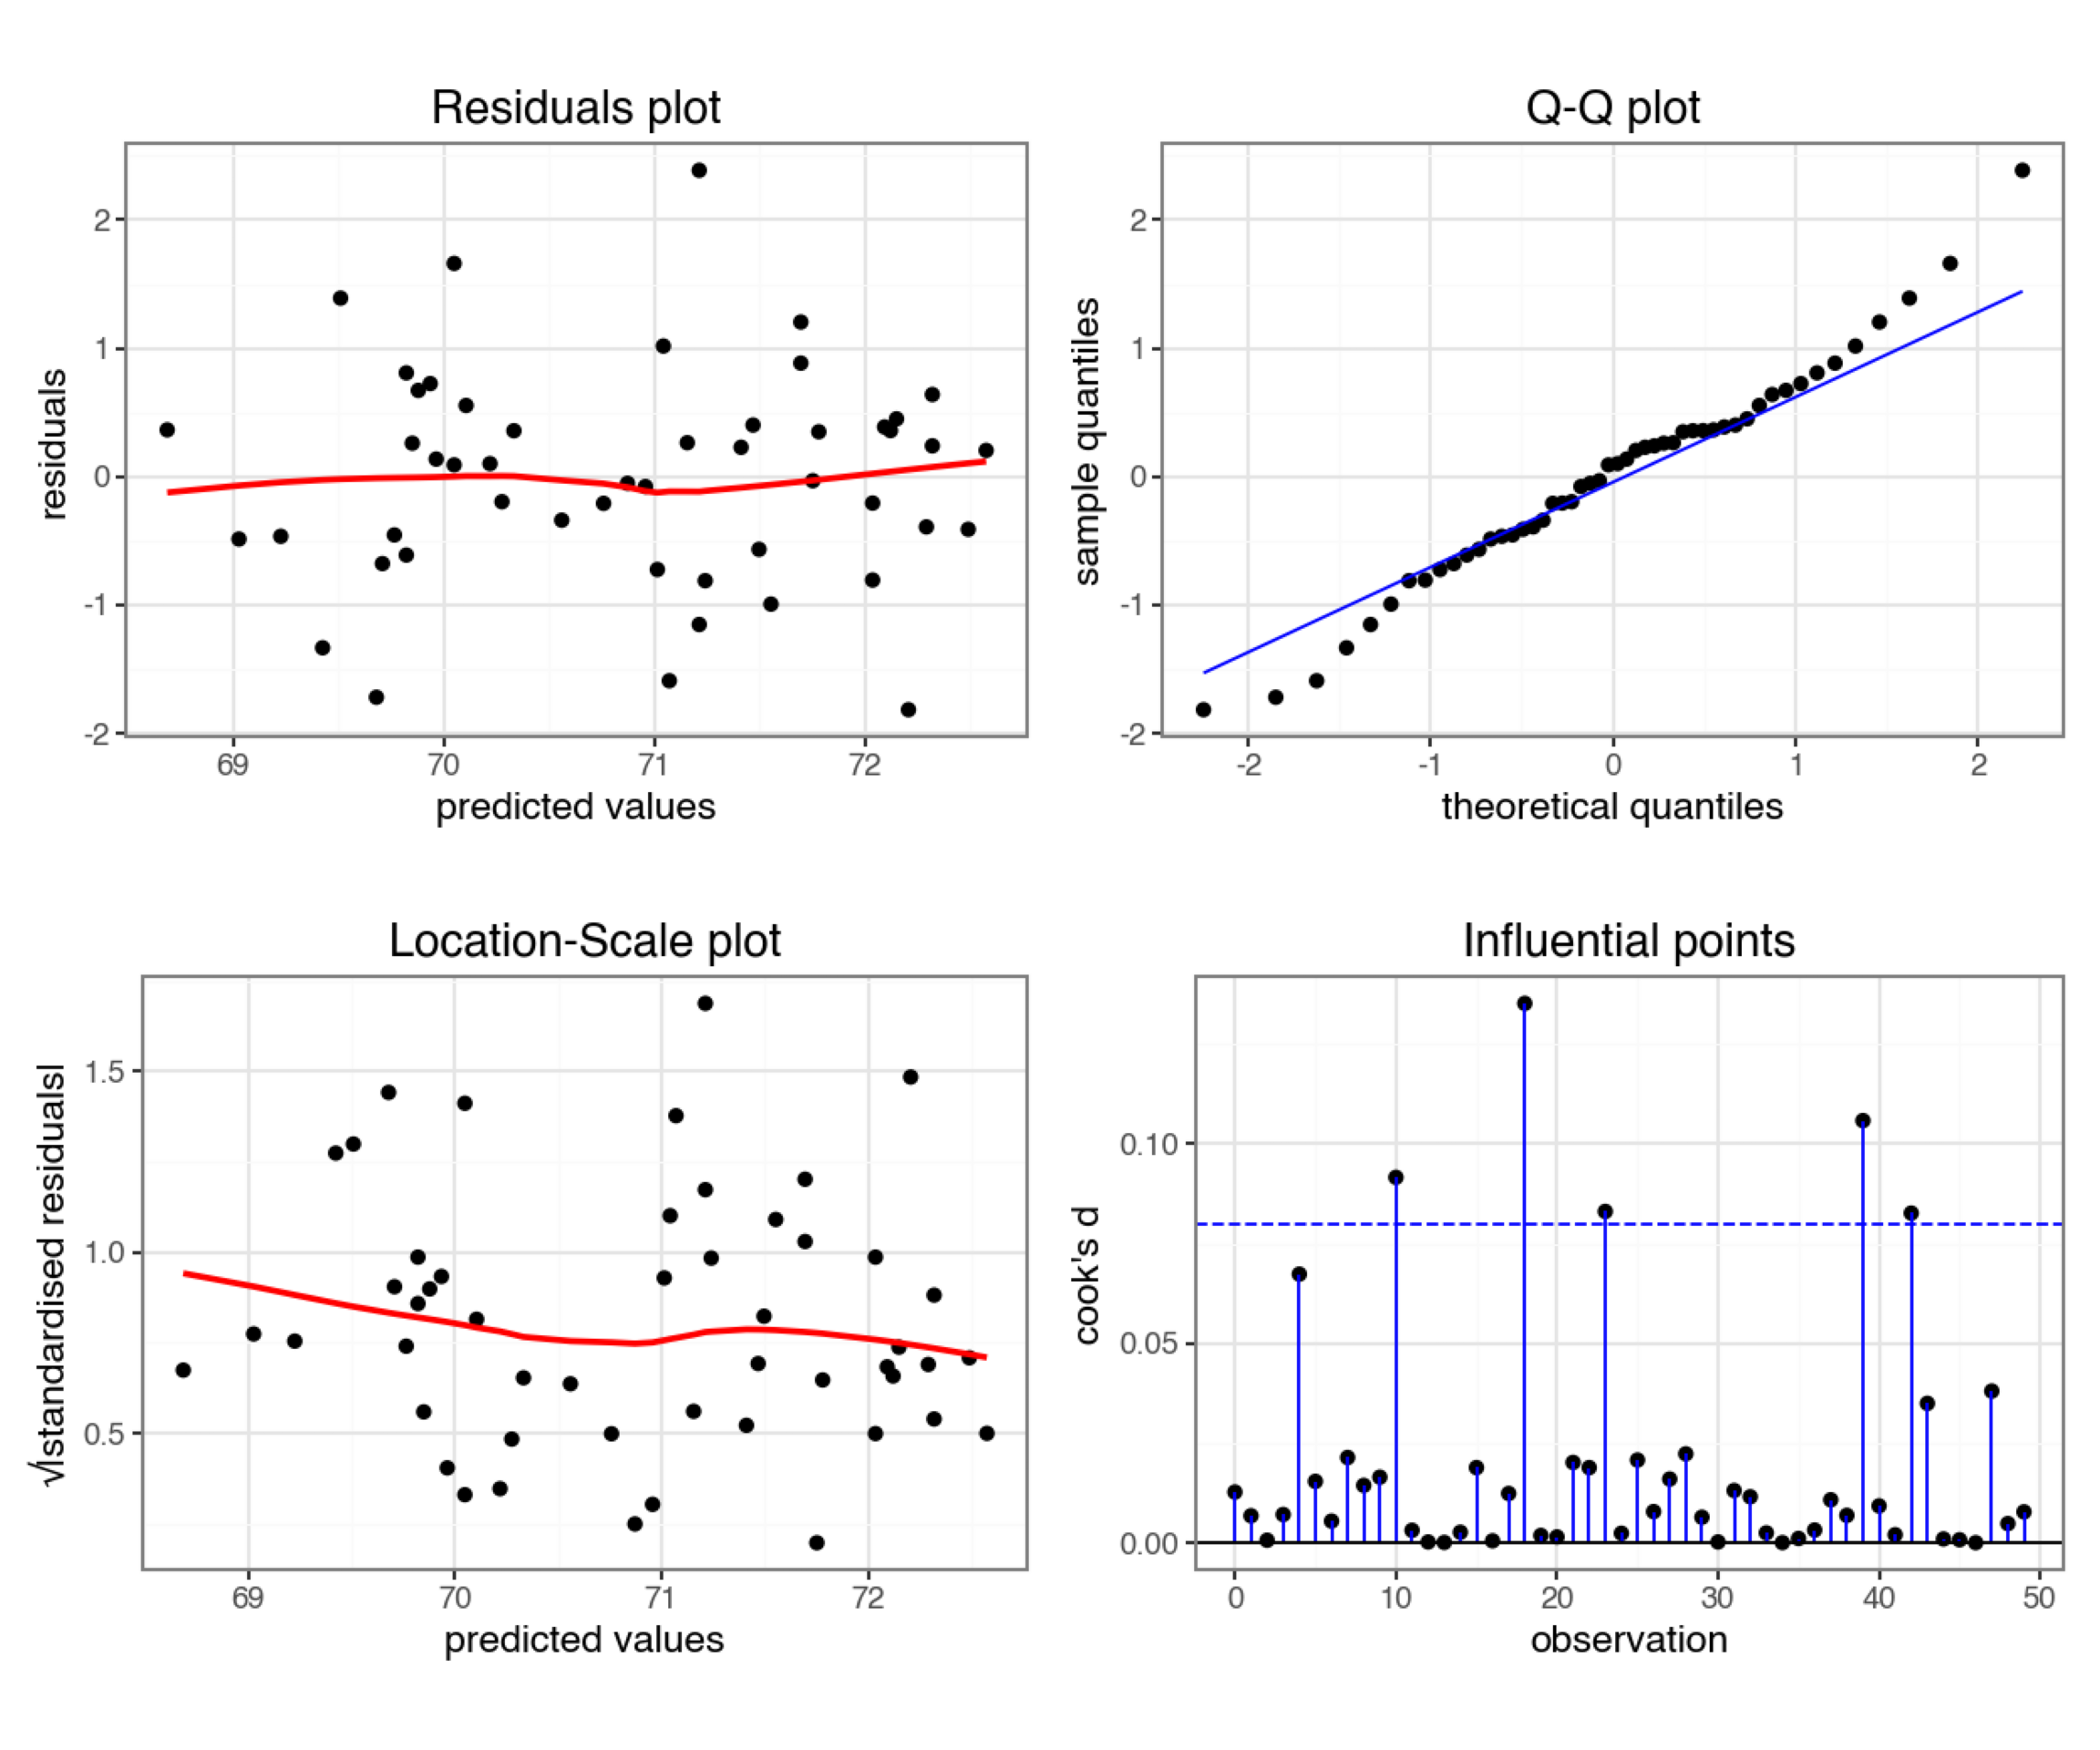 Residuals plot
2
1
0
-1
-2
residuals
69 70 71 72
predicted values
Q-Q plot
2
1
0
-1
-2
sample quantiles
-2 -1 0 1 2
theoretical quantiles
Location-Scale plot
1.5
1.0
0.5
√|standardised residuals|
69 70 71 72
predicted values
Influential points
0.10
0.05
0.00
cook's d
0 10 20 30 40 50
observation